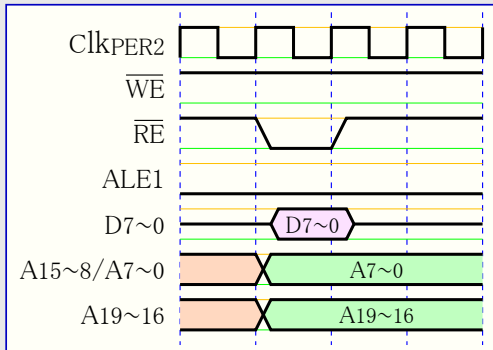 ClkPER2
WE
RE
ALE1
D7~0 D7~0
A15~8/A7~0 A7~0
A19~16 A19~16